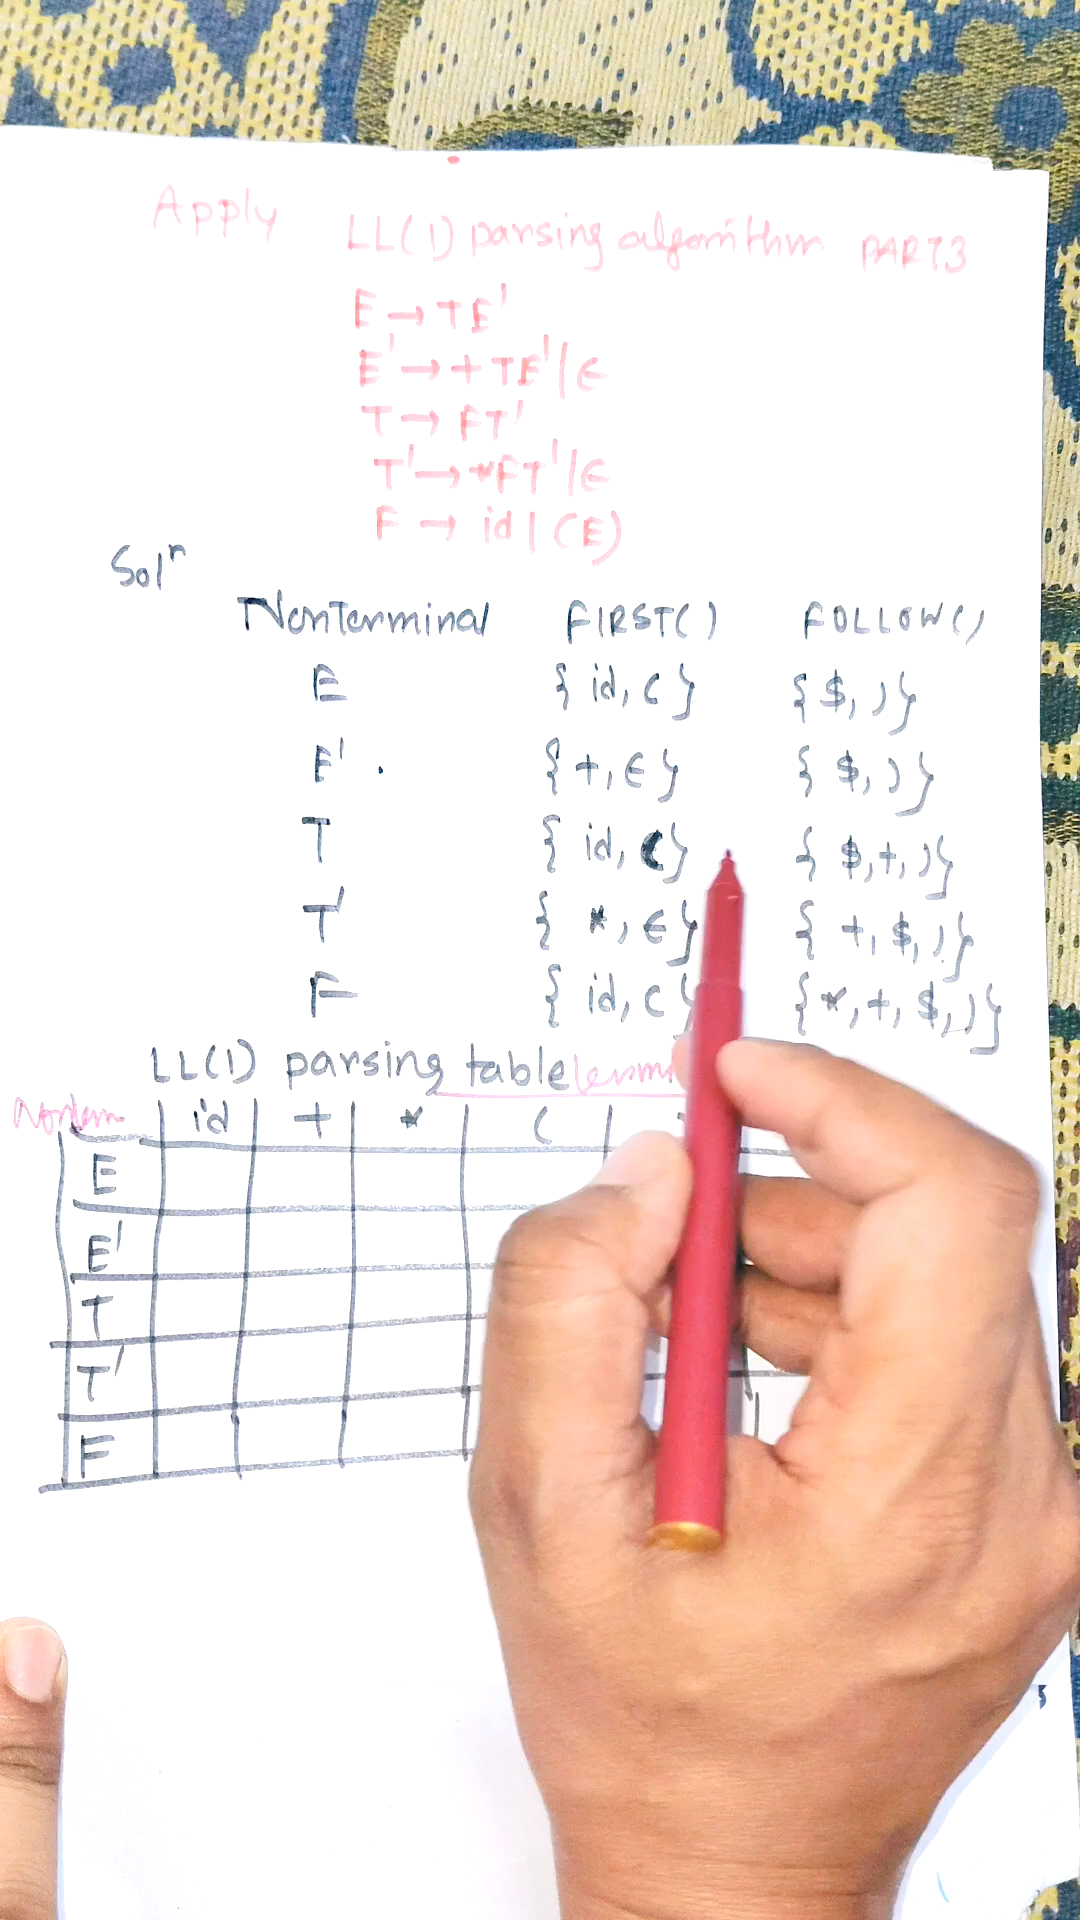 Apply LL(1) parsing algorithm PART3
E → TE'
E' → +TE'/ε
T → FT'
T' → *FT'/ε
F → id | (E)
Solⁿ
Nonterminal FIRST() FOLLOW()
E { id, ( } { $, ) }
E' . { +, ε } { $, ) }
T { id, ( } { $, +, ) }
T' { *, ε } { +, $, ) }
F { id, ( { *, +, $, ) }
LL(1) parsing table
id + * (
E
E'
T
T'
F